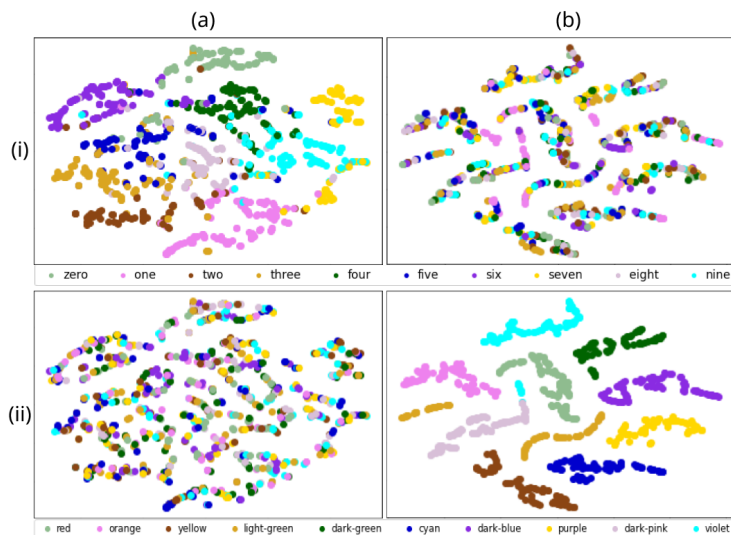 (a) (b)
(i)
zero one two three four five six seven eight nine
(ii)
red orange yellow light-green dark-green cyan dark-blue purple dark-pink violet